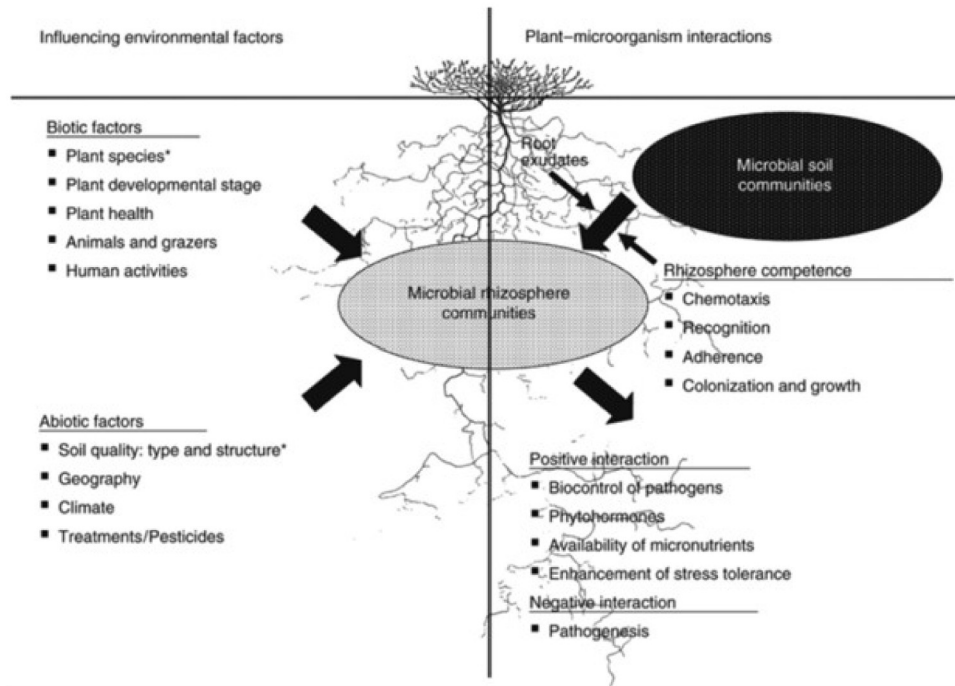 Influencing environmental factors
Plant–microorganism interactions
Biotic factors
▪ Plant species*
▪ Plant developmental stage
▪ Plant health
▪ Animals and grazers
▪ Human activities
Root
exudates
Microbial soil
communities
Microbial rhizosphere
communities
Rhizosphere competence
▪ Chemotaxis
▪ Recognition
▪ Adherence
▪ Colonization and growth
Abiotic factors
▪ Soil quality: type and structure*
▪ Geography
▪ Climate
▪ Treatments/Pesticides
Positive interaction
▪ Biocontrol of pathogens
▪ Phytohormones
▪ Availability of micronutrients
▪ Enhancement of stress tolerance
Negative interaction
▪ Pathogenesis